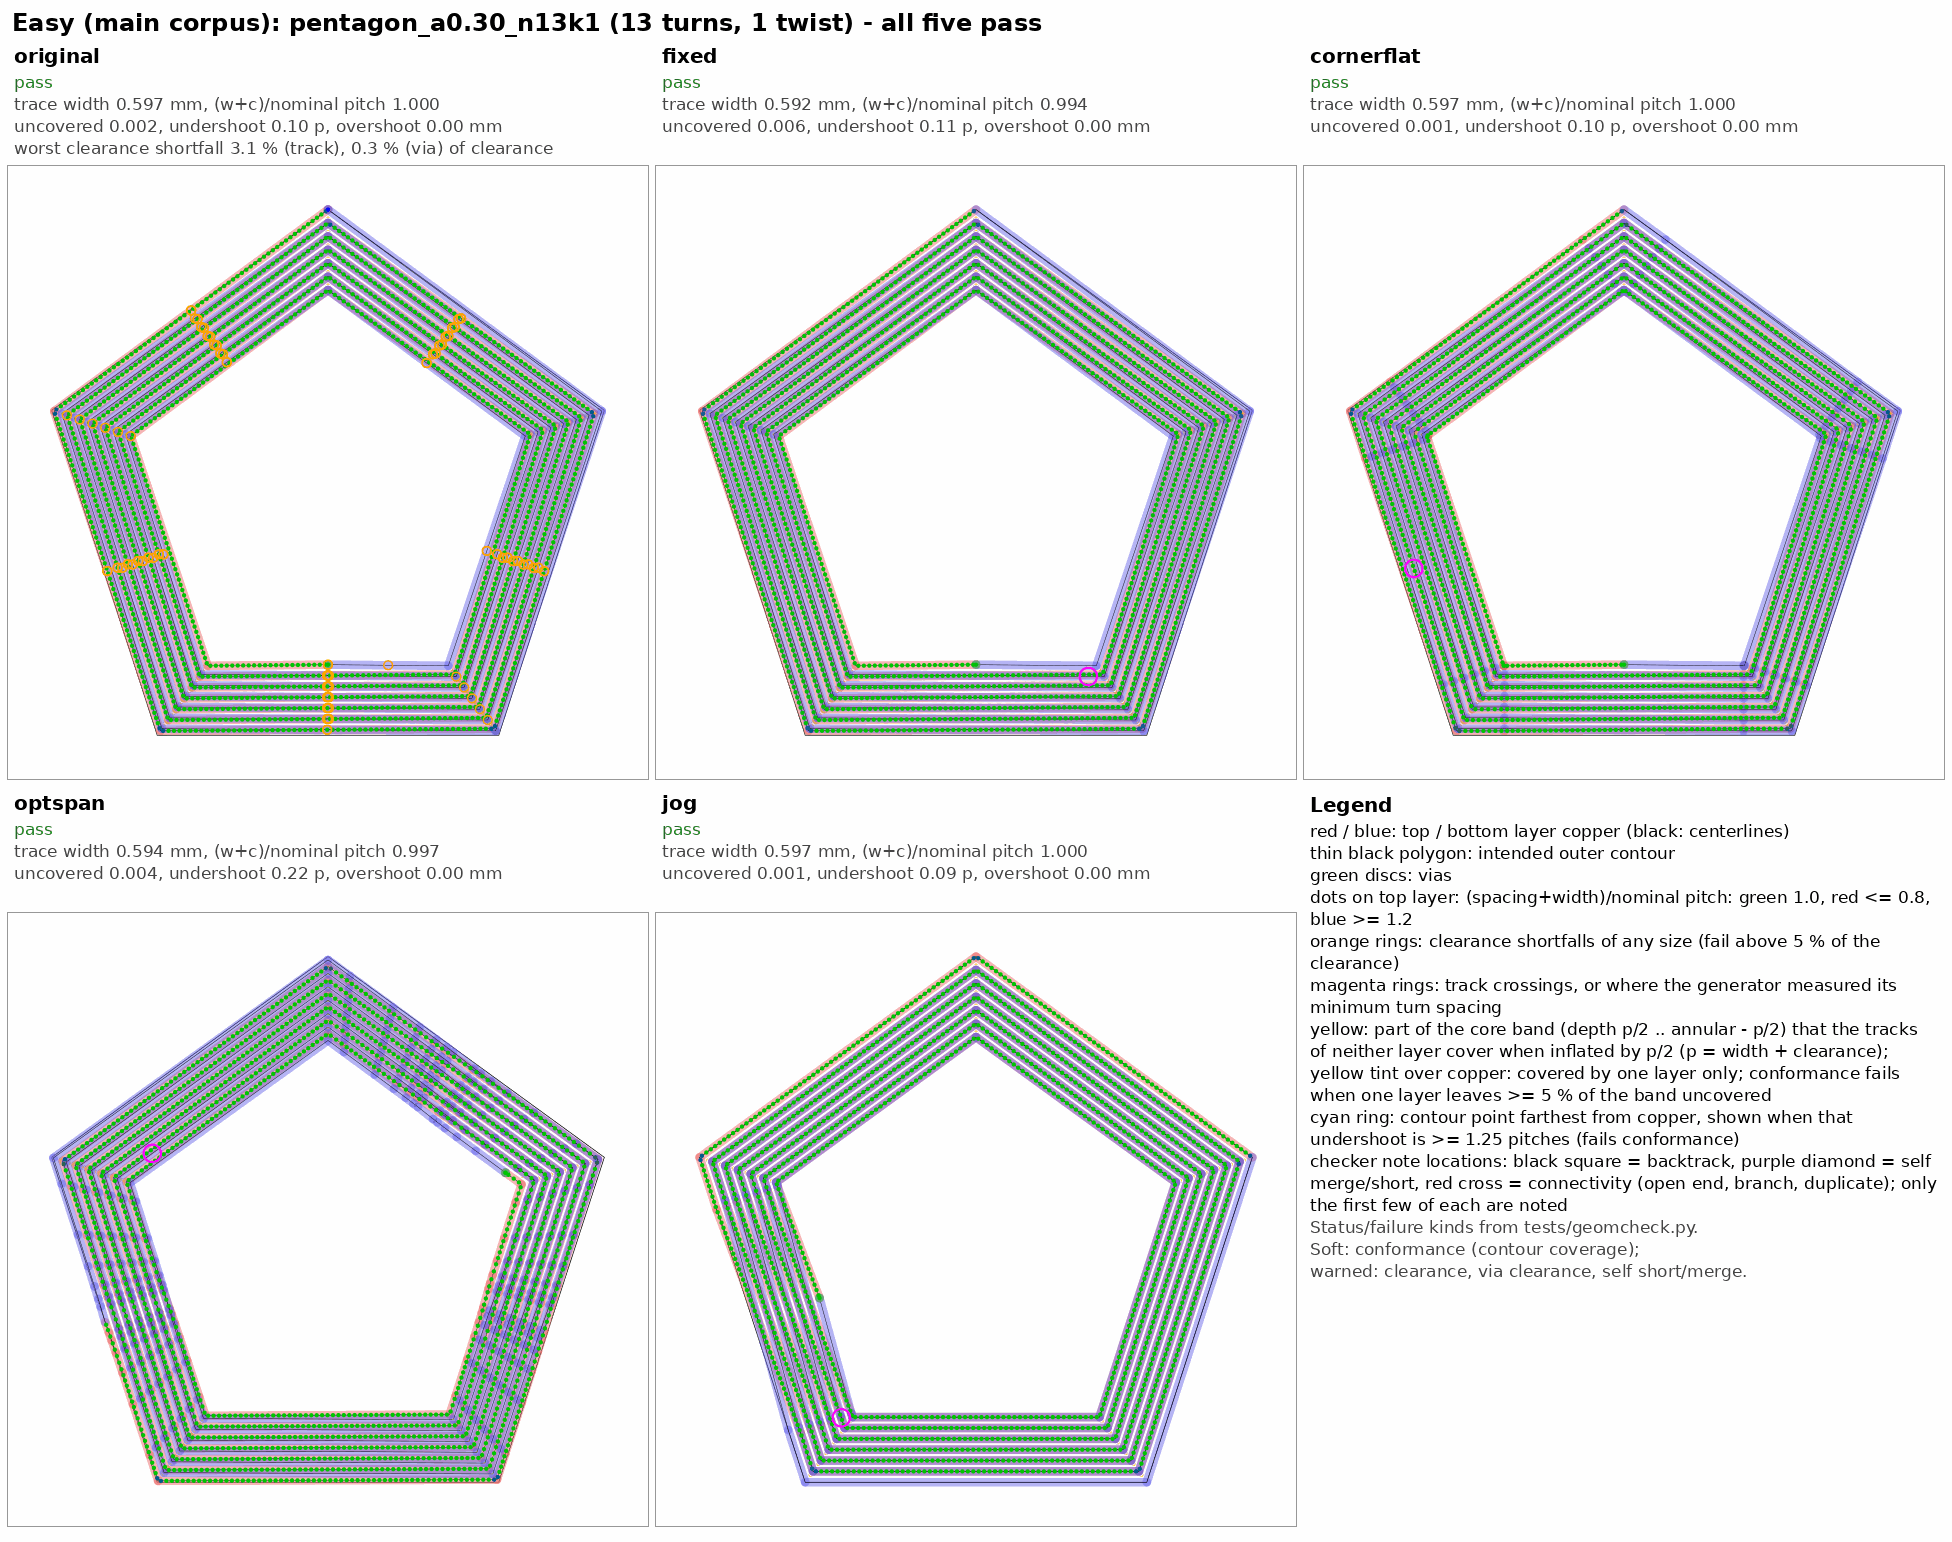 Easy (main corpus): pentagon_a0.30_n13k1 (13 turns, 1 twist) - all five pass
original
pass
trace width 0.597 mm, (w+c)/nominal pitch 1.000
uncovered 0.002, undershoot 0.10 p, overshoot 0.00 mm
worst clearance shortfall 3.1 % (track), 0.3 % (via) of clearance
fixed
pass
trace width 0.592 mm, (w+c)/nominal pitch 0.994
uncovered 0.006, undershoot 0.11 p, overshoot 0.00 mm
cornerflat
pass
trace width 0.597 mm, (w+c)/nominal pitch 1.000
uncovered 0.001, undershoot 0.10 p, overshoot 0.00 mm
optspan
pass
trace width 0.594 mm, (w+c)/nominal pitch 0.997
uncovered 0.004, undershoot 0.22 p, overshoot 0.00 mm
jog
pass
trace width 0.597 mm, (w+c)/nominal pitch 1.000
uncovered 0.001, undershoot 0.09 p, overshoot 0.00 mm
Legend
red / blue: top / bottom layer copper (black: centerlines)
thin black polygon: intended outer contour
green discs: vias
dots on top layer: (spacing+width)/nominal pitch: green 1.0, red <= 0.8,
blue >= 1.2
orange rings: clearance shortfalls of any size (fail above 5 % of the
clearance)
magenta rings: track crossings, or where the generator measured its
minimum turn spacing
yellow: part of the core band (depth p/2 .. annular - p/2) that the tracks
of neither layer cover when inflated by p/2 (p = width + clearance);
yellow tint over copper: covered by one layer only; conformance fails
when one layer leaves >= 5 % of the band uncovered
cyan ring: contour point farthest from copper, shown when that
undershoot is >= 1.25 pitches (fails conformance)
checker note locations: black square = backtrack, purple diamond = self
merge/short, red cross = connectivity (open end, branch, duplicate); only
the first few of each are noted
Status/failure kinds from tests/geomcheck.py.
Soft: conformance (contour coverage);
warned: clearance, via clearance, self short/merge.